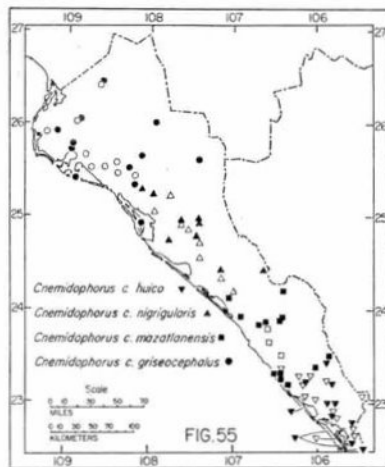 109 108 107 106
27
27
26
26
25
25
24
24
23
23
Cnemidophorus c. huico
Cnemidophorus c. nigrigularis
Cnemidophorus c. mazatlanensis
Cnemidophorus c. griseocephalus
Scale
MILES
KILOMETERS
FIG.55
109 108 107 106